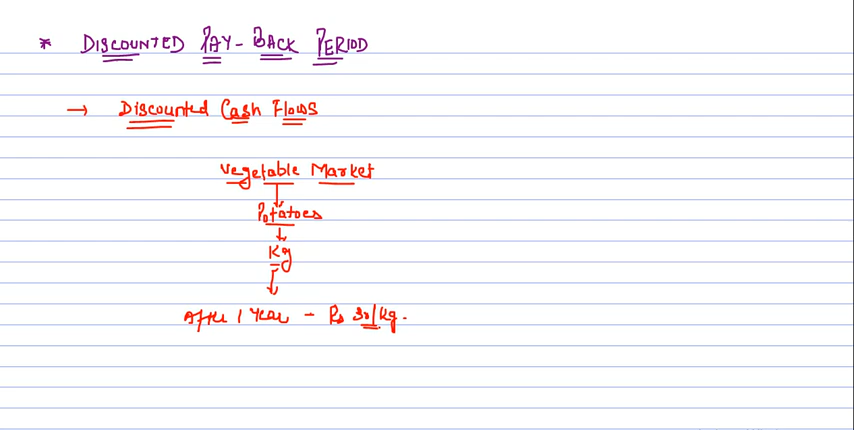 * DISCOUNTED PAY-BACK PERIOD
→ Discounted Cash Flows
Vegetable Market
Potatoes
Kg
After 1 Year - Rs 30/kg.